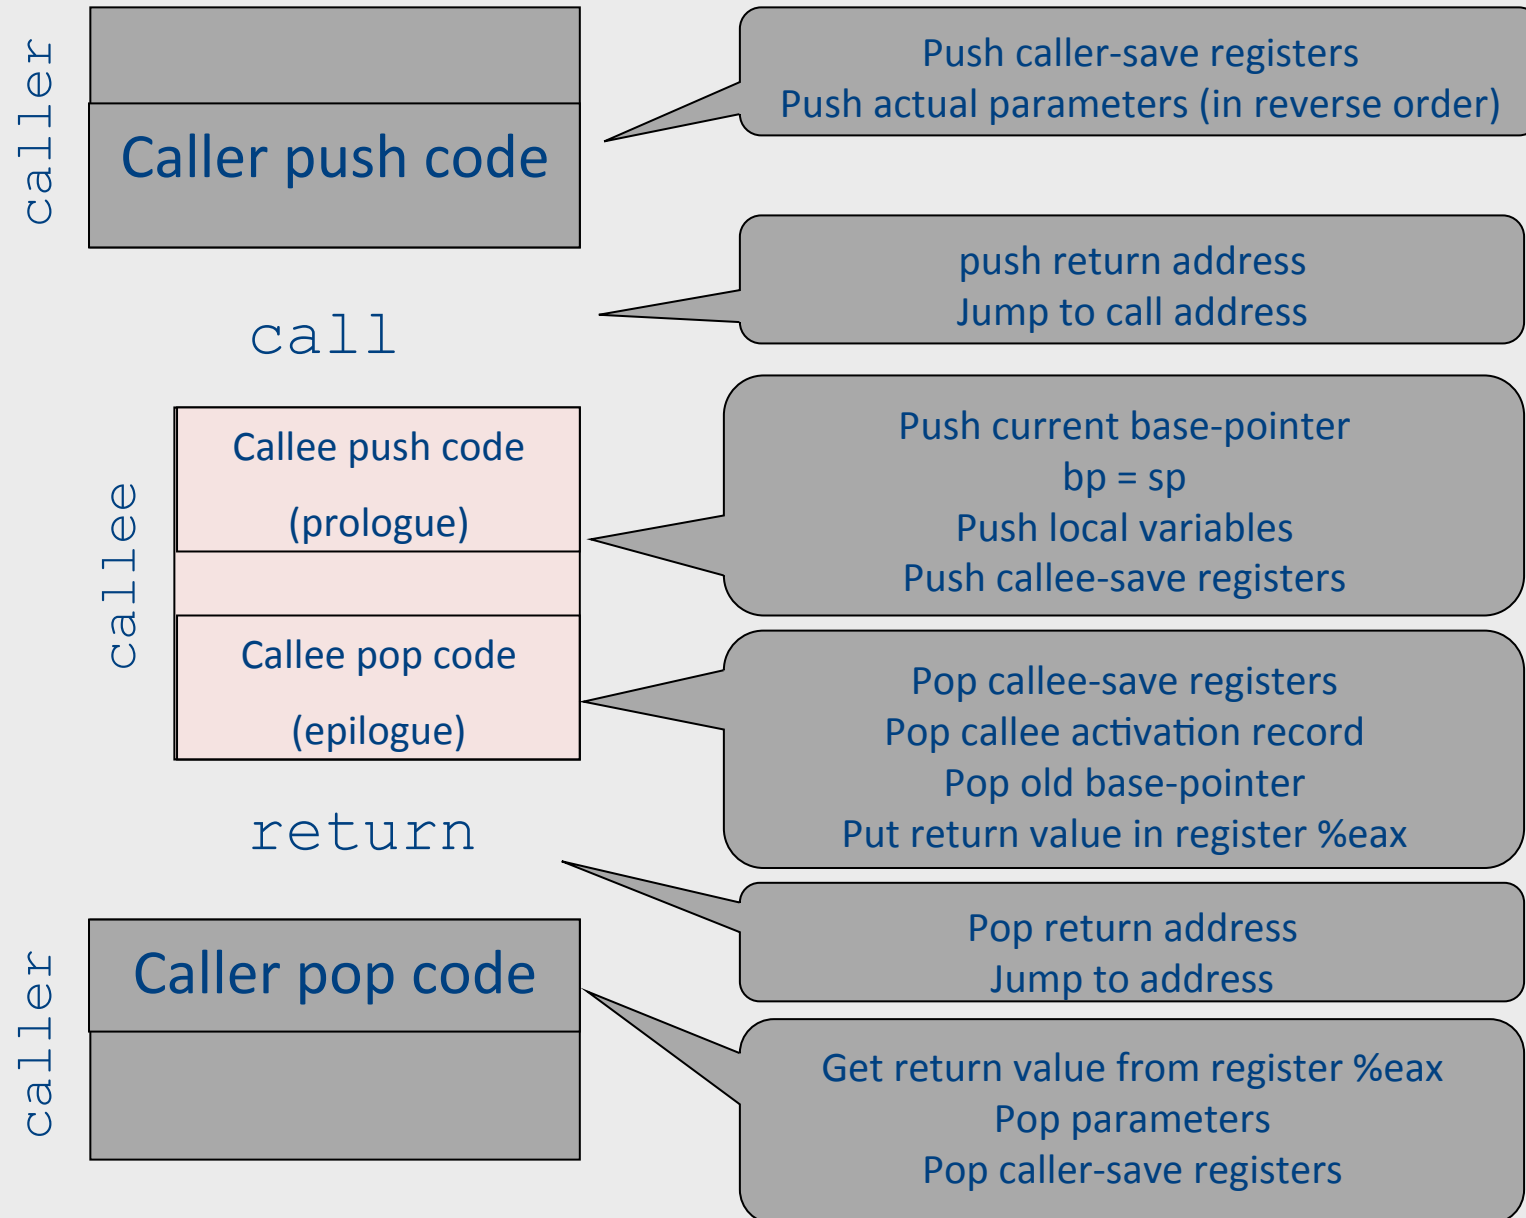 caller
Caller push code
Push caller-save registers
Push actual parameters (in reverse order)
call
push return address
Jump to call address
callee
Callee push code
(prologue)
Push current base-pointer
bp = sp
Push local variables
Push callee-save registers
Callee pop code
(epilogue)
Pop callee-save registers
Pop callee activation record
Pop old base-pointer
Put return value in register %eax
return
Pop return address
Jump to address
caller
Caller pop code
Get return value from register %eax
Pop parameters
Pop caller-save registers